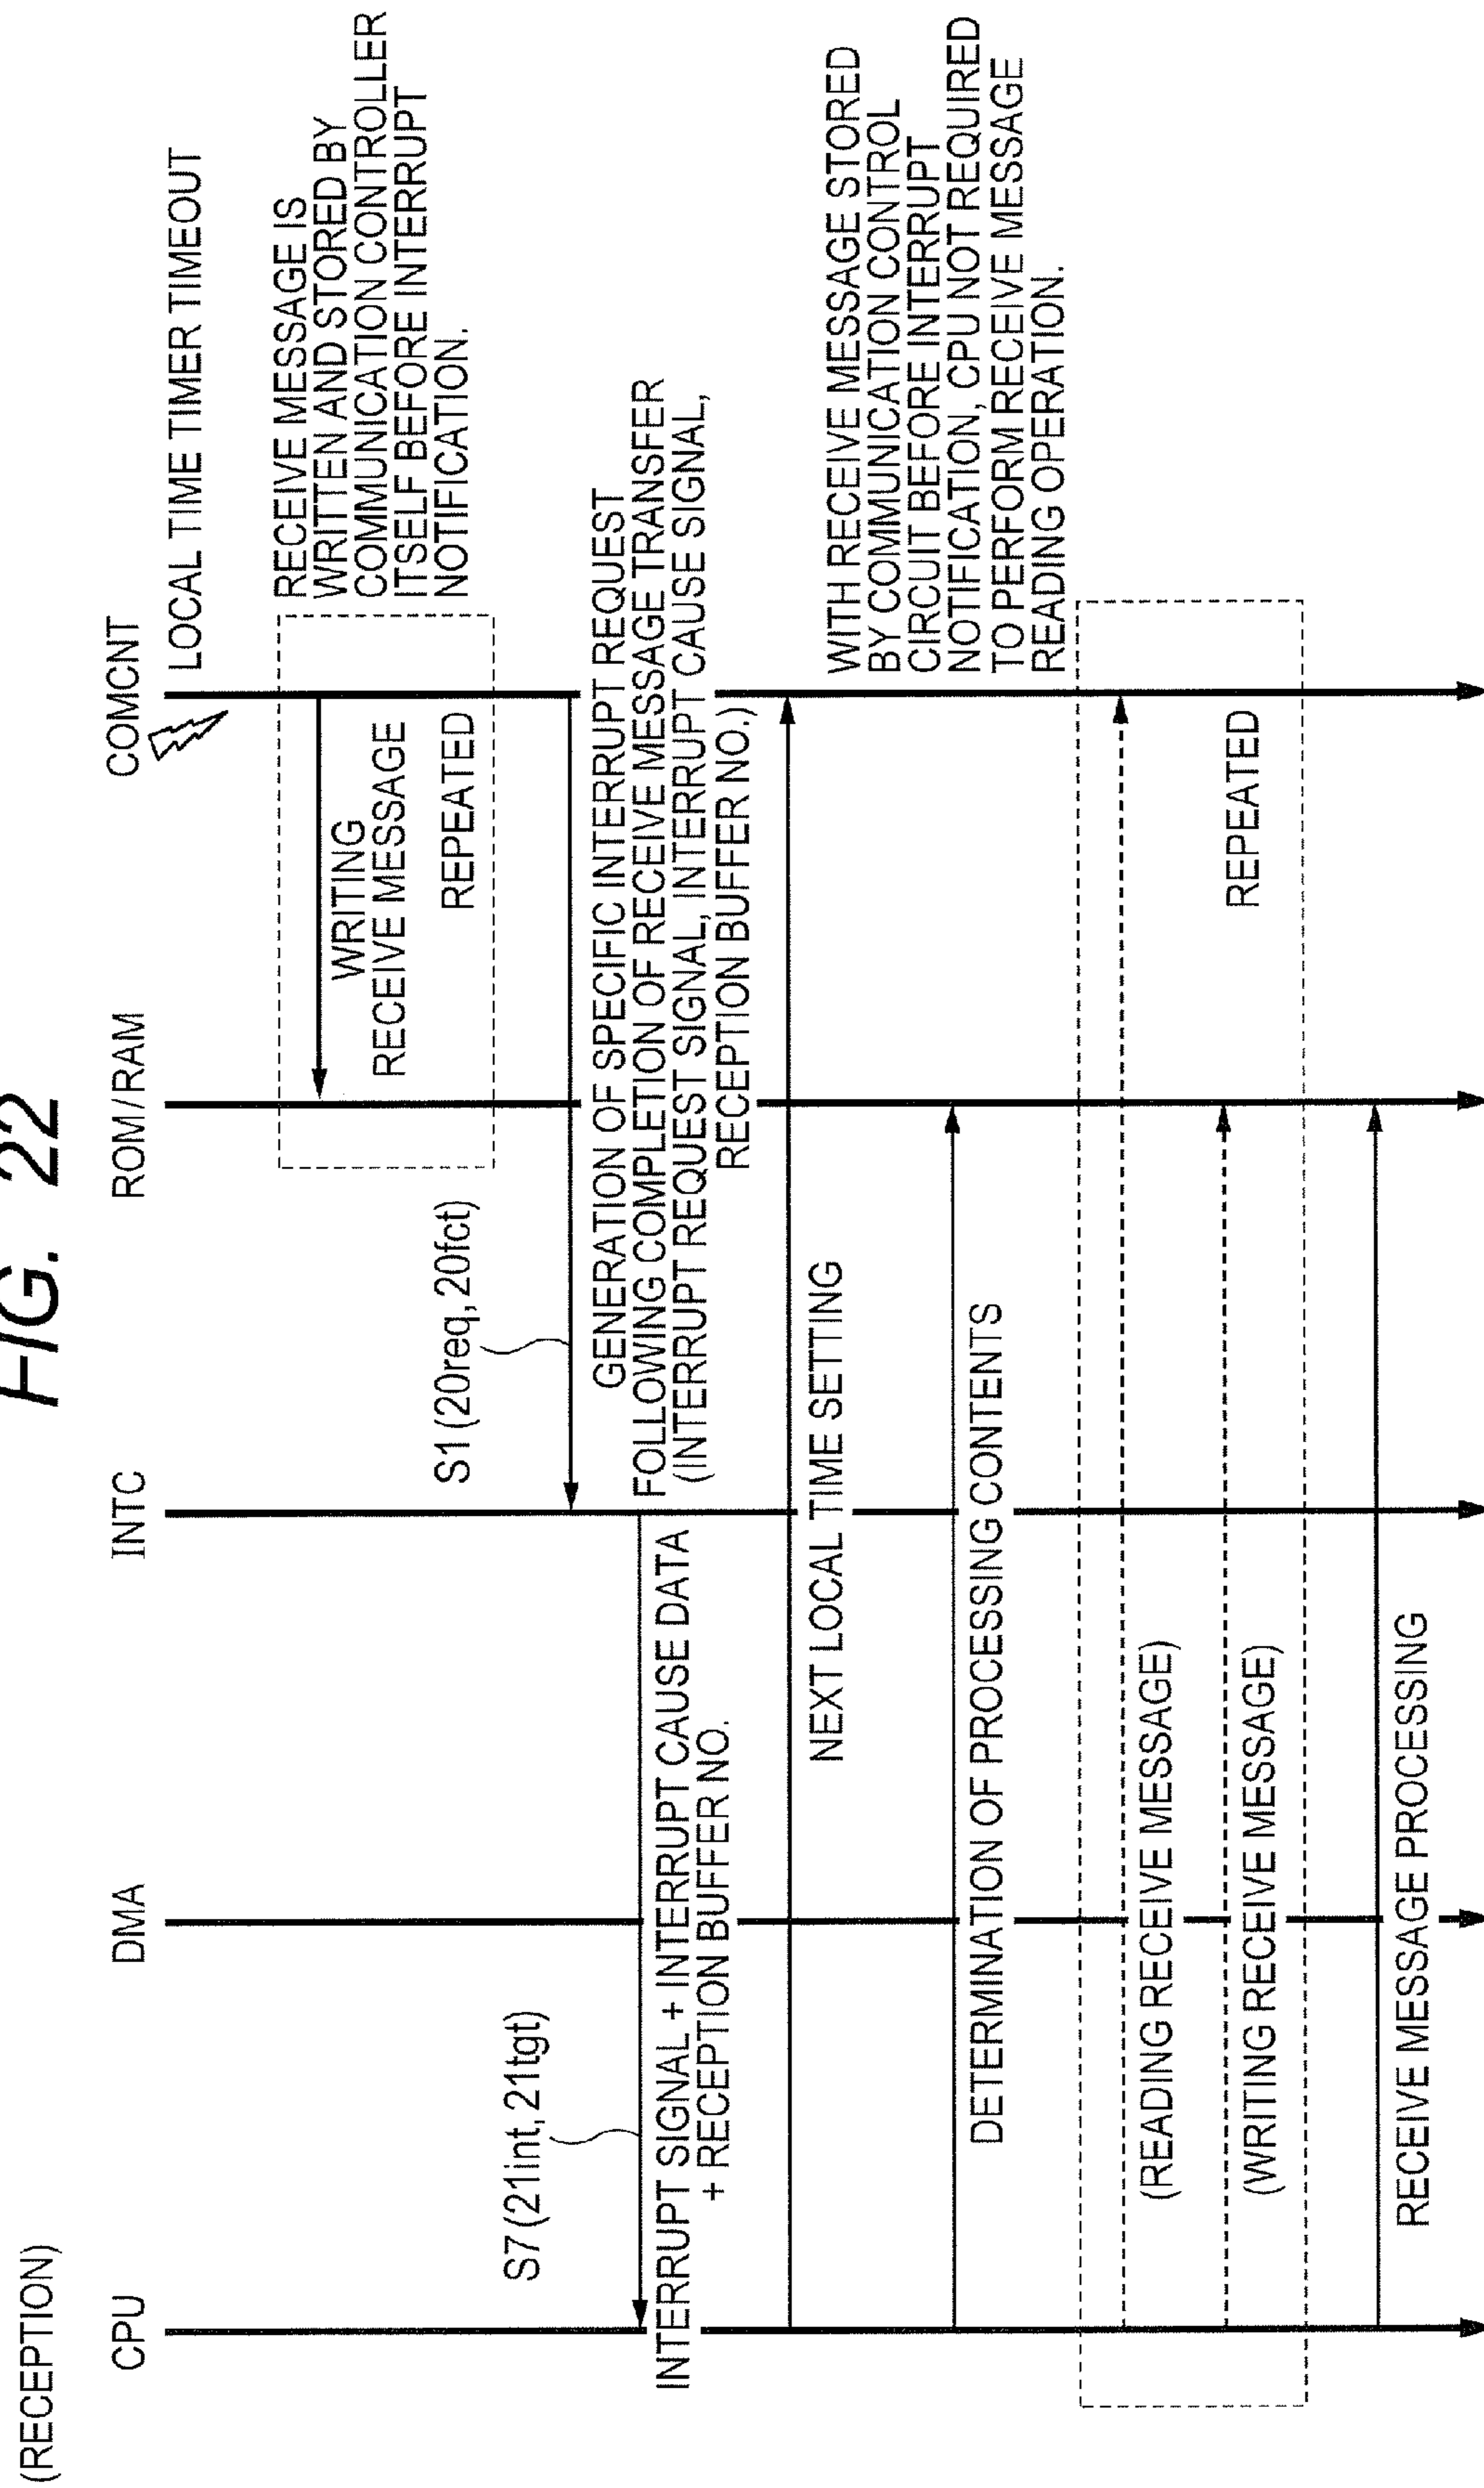 FIG. 22
(RECEPTION)
CPU
DMA
INTC
ROM/RAM
COMCNT
LOCAL TIME TIMEOUT
RECEIVE MESSAGE IS
WRITTEN AND STORED BY
COMMUNICATION CONTROLLER
ITSELF BEFORE INTERRUPT
NOTIFICATION.
WRITING
RECEIVE MESSAGE
REPEATED
S1 (20req, 20fct)
GENERATION OF SPECIFIC INTERRUPT REQUEST
FOLLOWING COMPLETION OF RECEIVE MESSAGE TRANSFER
(INTERRUPT REQUEST SIGNAL, INTERRUPT CAUSE SIGNAL,
RECEPTION BUFFER NO.)
S7 (21int, 21tgt)
INTERRUPT SIGNAL + INTERRUPT CAUSE DATA
+ RECEPTION BUFFER NO.
NEXT LOCAL TIME SETTING
WITH RECEIVE MESSAGE STORED
BY COMMUNICATION CONTROL
CIRCUIT BEFORE INTERRUPT
NOTIFICATION, CPU NOT REQUIRED
TO PERFORM RECEIVE MESSAGE
READING OPERATION.
DETERMINATION OF PROCESSING CONTENTS
(READING RECEIVE MESSAGE)
(WRITING RECEIVE MESSAGE)
REPEATED
RECEIVE MESSAGE PROCESSING